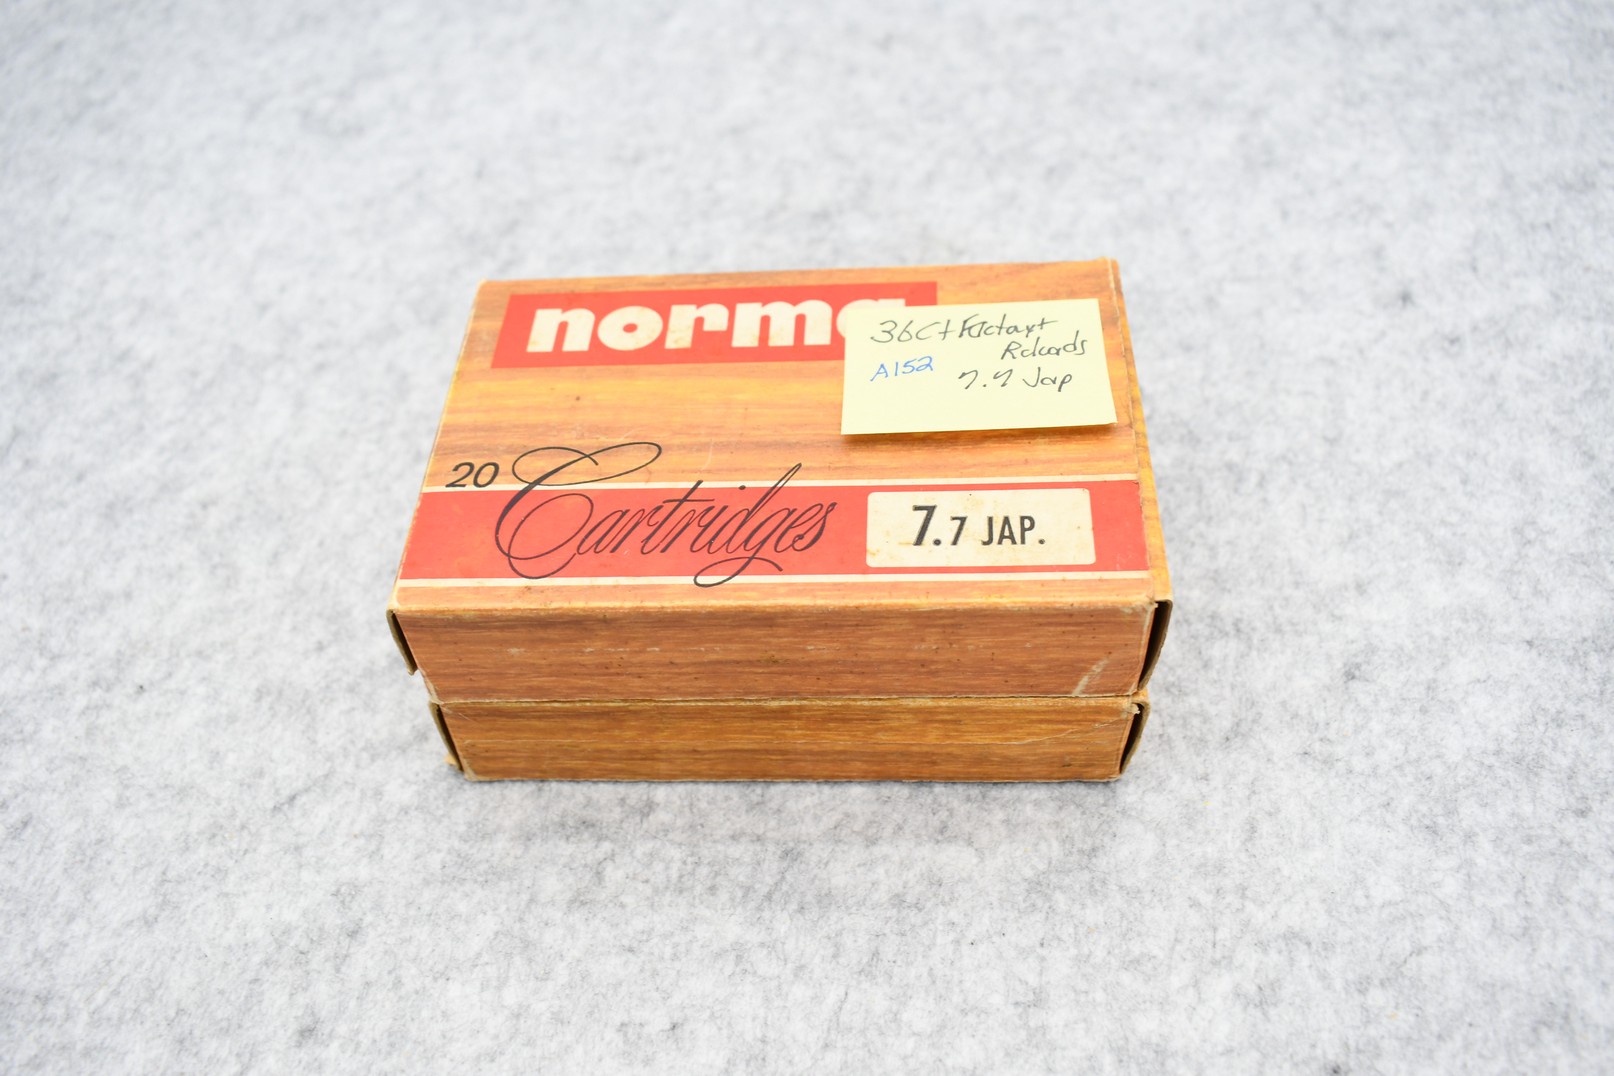 norma
36Ct Factory +
Reloads
A152
7.7 Jap
20 Cartridges
7.7 JAP.